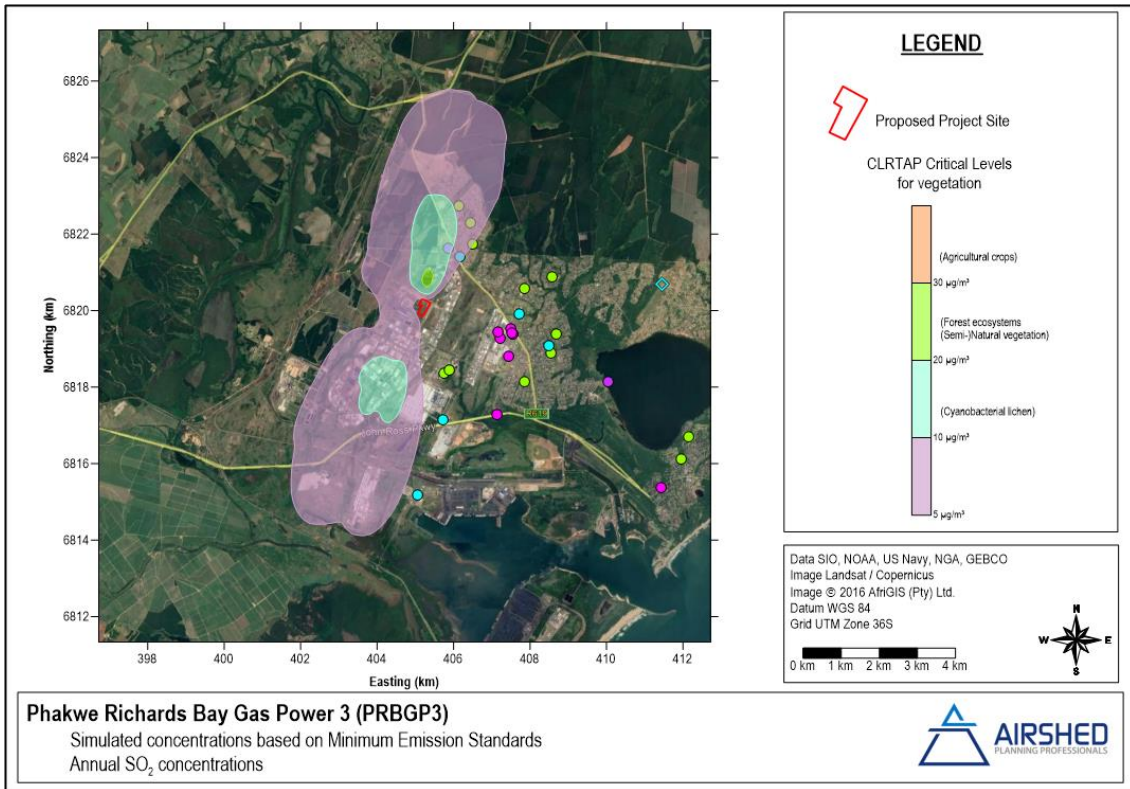 6826
6824
6822
6820
6818
6816
6814
6812
Northing (km)
398
400
402
404
406
408
410
412
Easting (km)
LEGEND
Proposed Project Site
CLRTAP Critical Levels
for vegetation
(Agricultural crops)
30 µg/m³
(Forest ecosystems
(Semi-)Natural vegetation)
20 µg/m³
(Cyanobacterial lichen)
10 µg/m³
5 µg/m³
Data SIO, NOAA, US Navy, NGA, GEBCO
Image Landsat / Copernicus
Image © 2016 AfriGIS (Pty) Ltd.
Datum WGS 84
Grid UTM Zone 36S
N
W
E
S
0 km 1 km 2 km 3 km 4 km
Phakwe Richards Bay Gas Power 3 (PRBGP3)
Simulated concentrations based on Minimum Emission Standards
Annual SO₂ concentrations
AIRSHED
PLANNING PROFESSIONALS